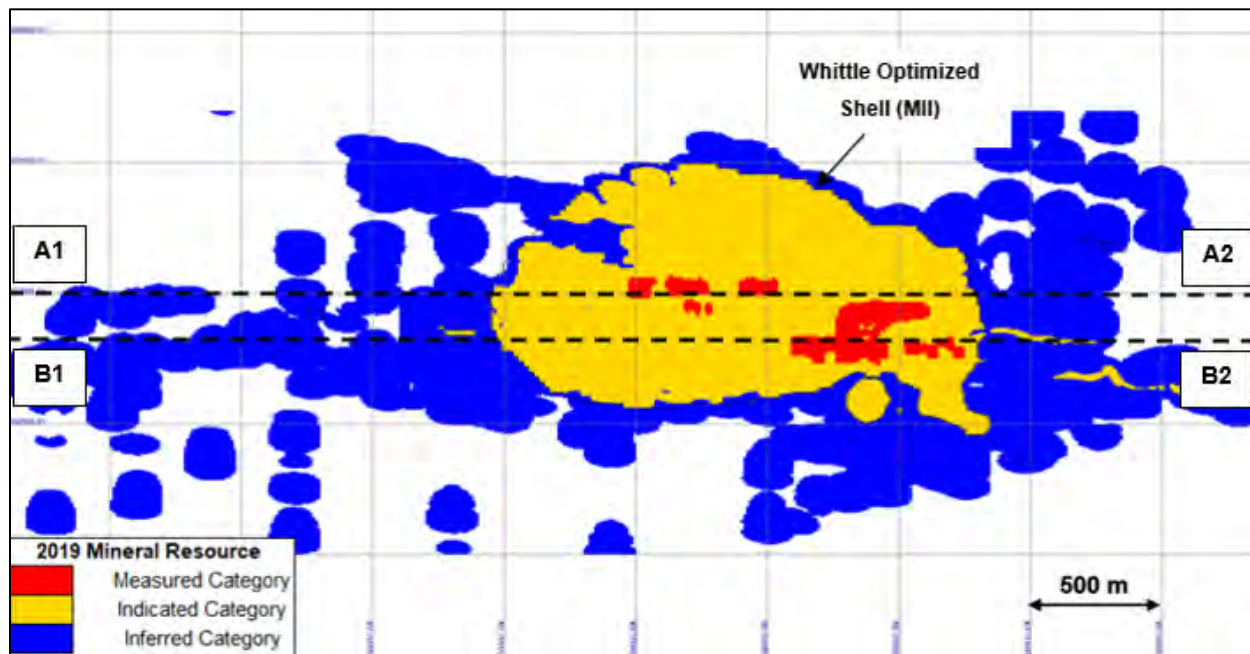 Whittle Optimized
Shell (MII)
A1
A2
B1
B2
2019 Mineral Resource
Measured Category
Indicated Category
Inferred Category
500 m